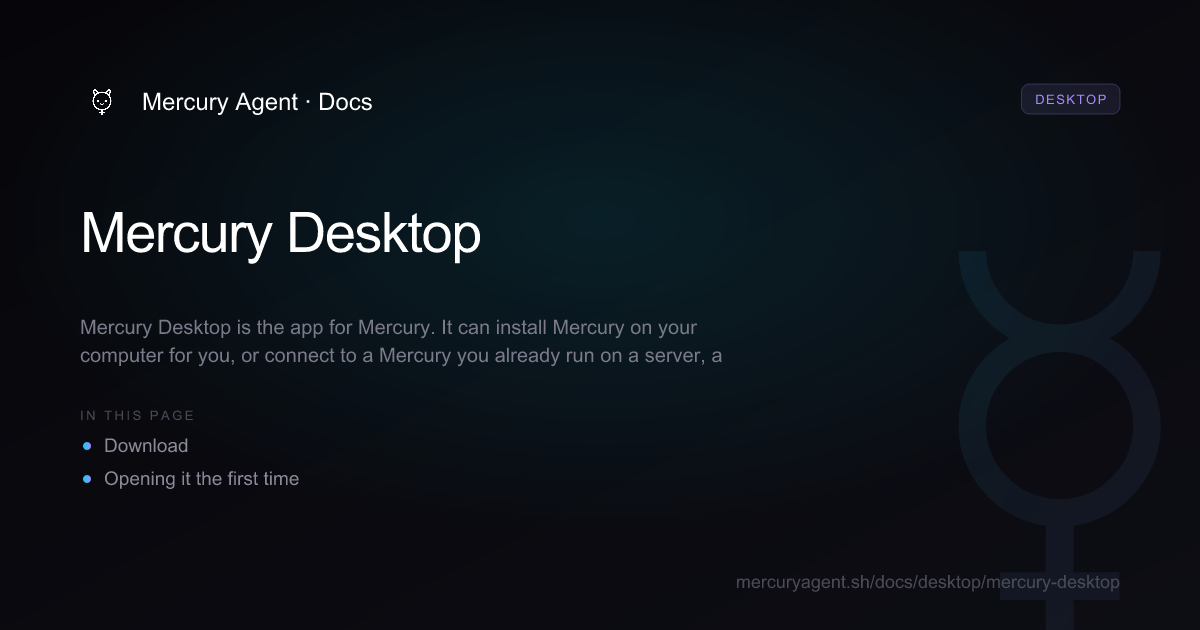 Mercury Agent · Docs
DESKTOP
Mercury Desktop
Mercury Desktop is the app for Mercury. It can install Mercury on your
computer for you, or connect to a Mercury you already run on a server, a
IN THIS PAGE
Download
Opening it the first time
mercuryagent.sh/docs/desktop/mercury-desktop